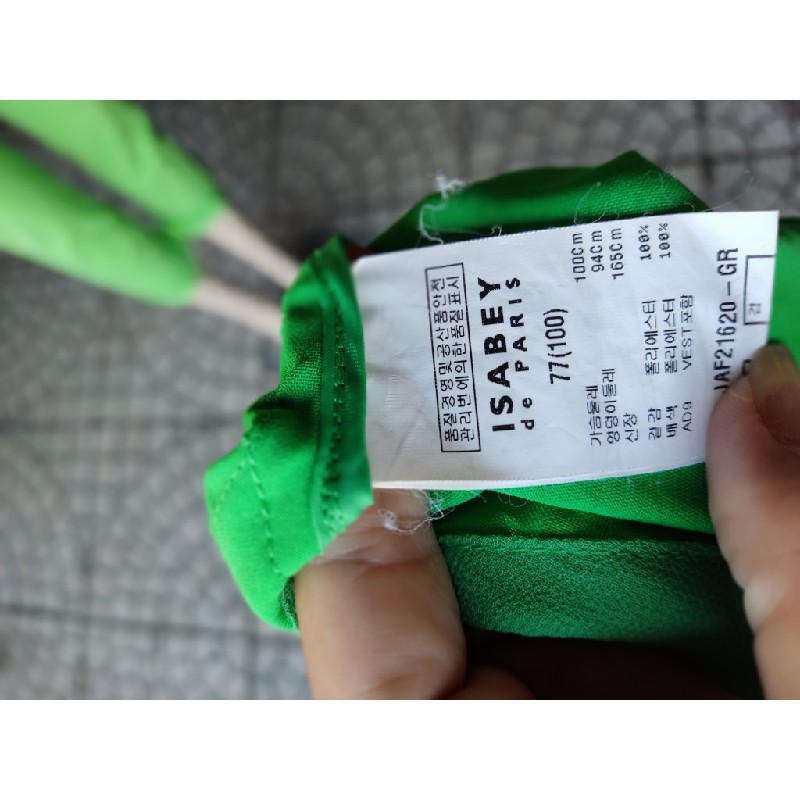 품질경영및공산품안전
관리법에의한품질표시
ISABEY
de PARIS
77(100)
가슴둘레 100Cm
엉덩이둘레 94Cm
신장 165Cm
겉감 폴리에스터 100%
배색 폴리에스터 100%
AD9 VEST포함
JAF21620-GR
검